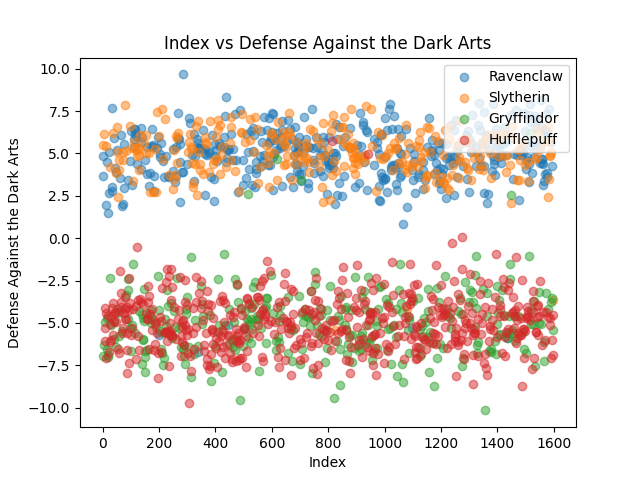 Index vs Defense Against the Dark Arts
Ravenclaw
Slytherin
Gryffindor
Hufflepuff
Defense Against the Dark Arts
10.0
7.5
5.0
2.5
0.0
−2.5
−5.0
−7.5
−10.0
0 200 400 600 800 1000 1200 1400 1600
Index